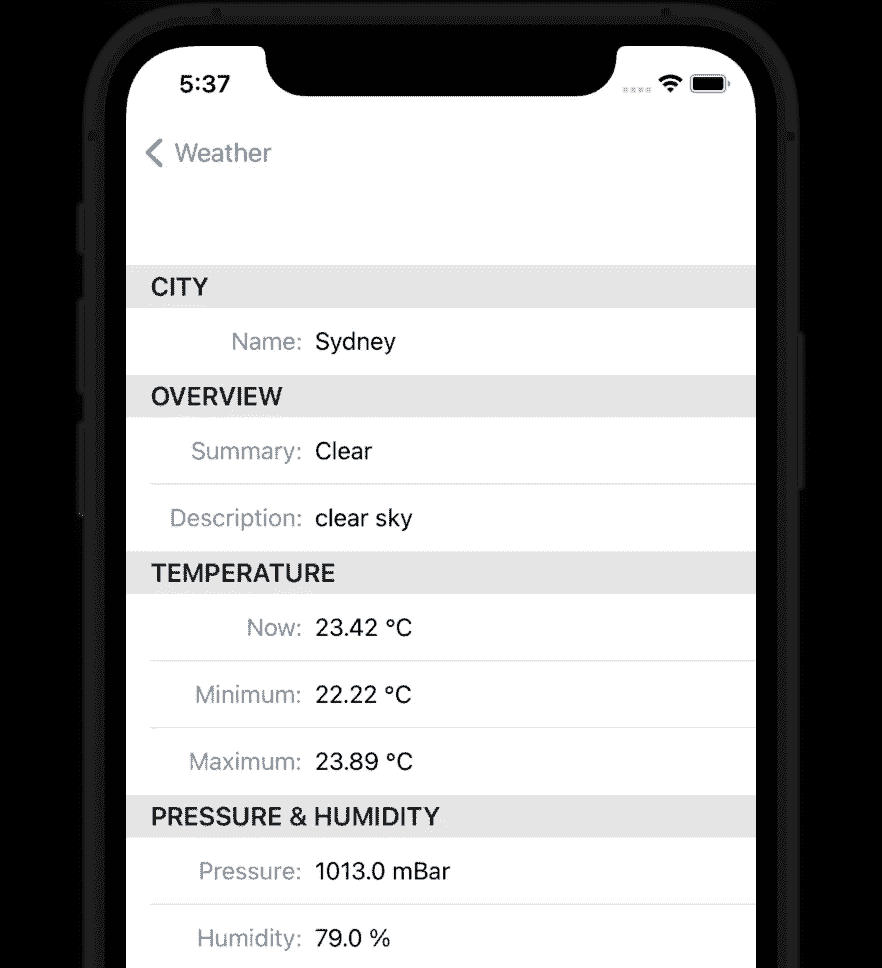 5:37
Weather
CITY
Name: Sydney
OVERVIEW
Summary: Clear
Description: clear sky
TEMPERATURE
Now: 23.42 °C
Minimum: 22.22 °C
Maximum: 23.89 °C
PRESSURE & HUMIDITY
Pressure: 1013.0 mBar
Humidity: 79.0 %